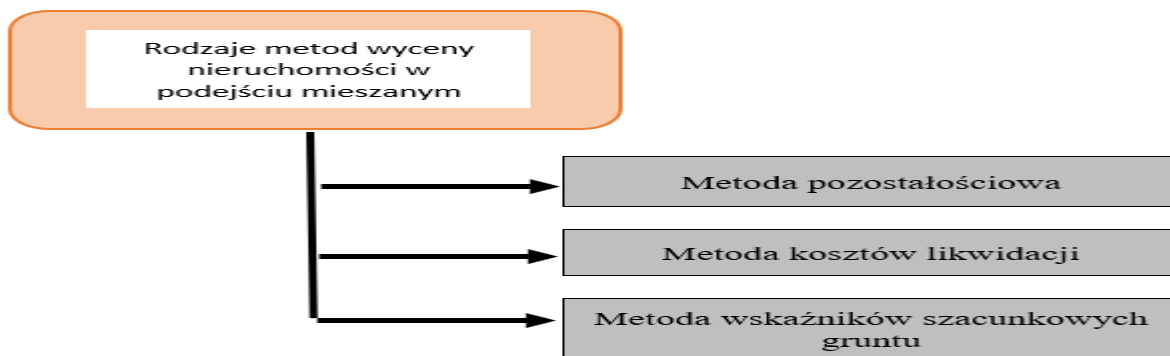 Rodzaje metod wyceny
nieruchomości w
podejściu mieszanym
Metoda pozostałościowa
Metoda kosztów likwidacji
Metoda wskaźników szacunkowych
gruntu